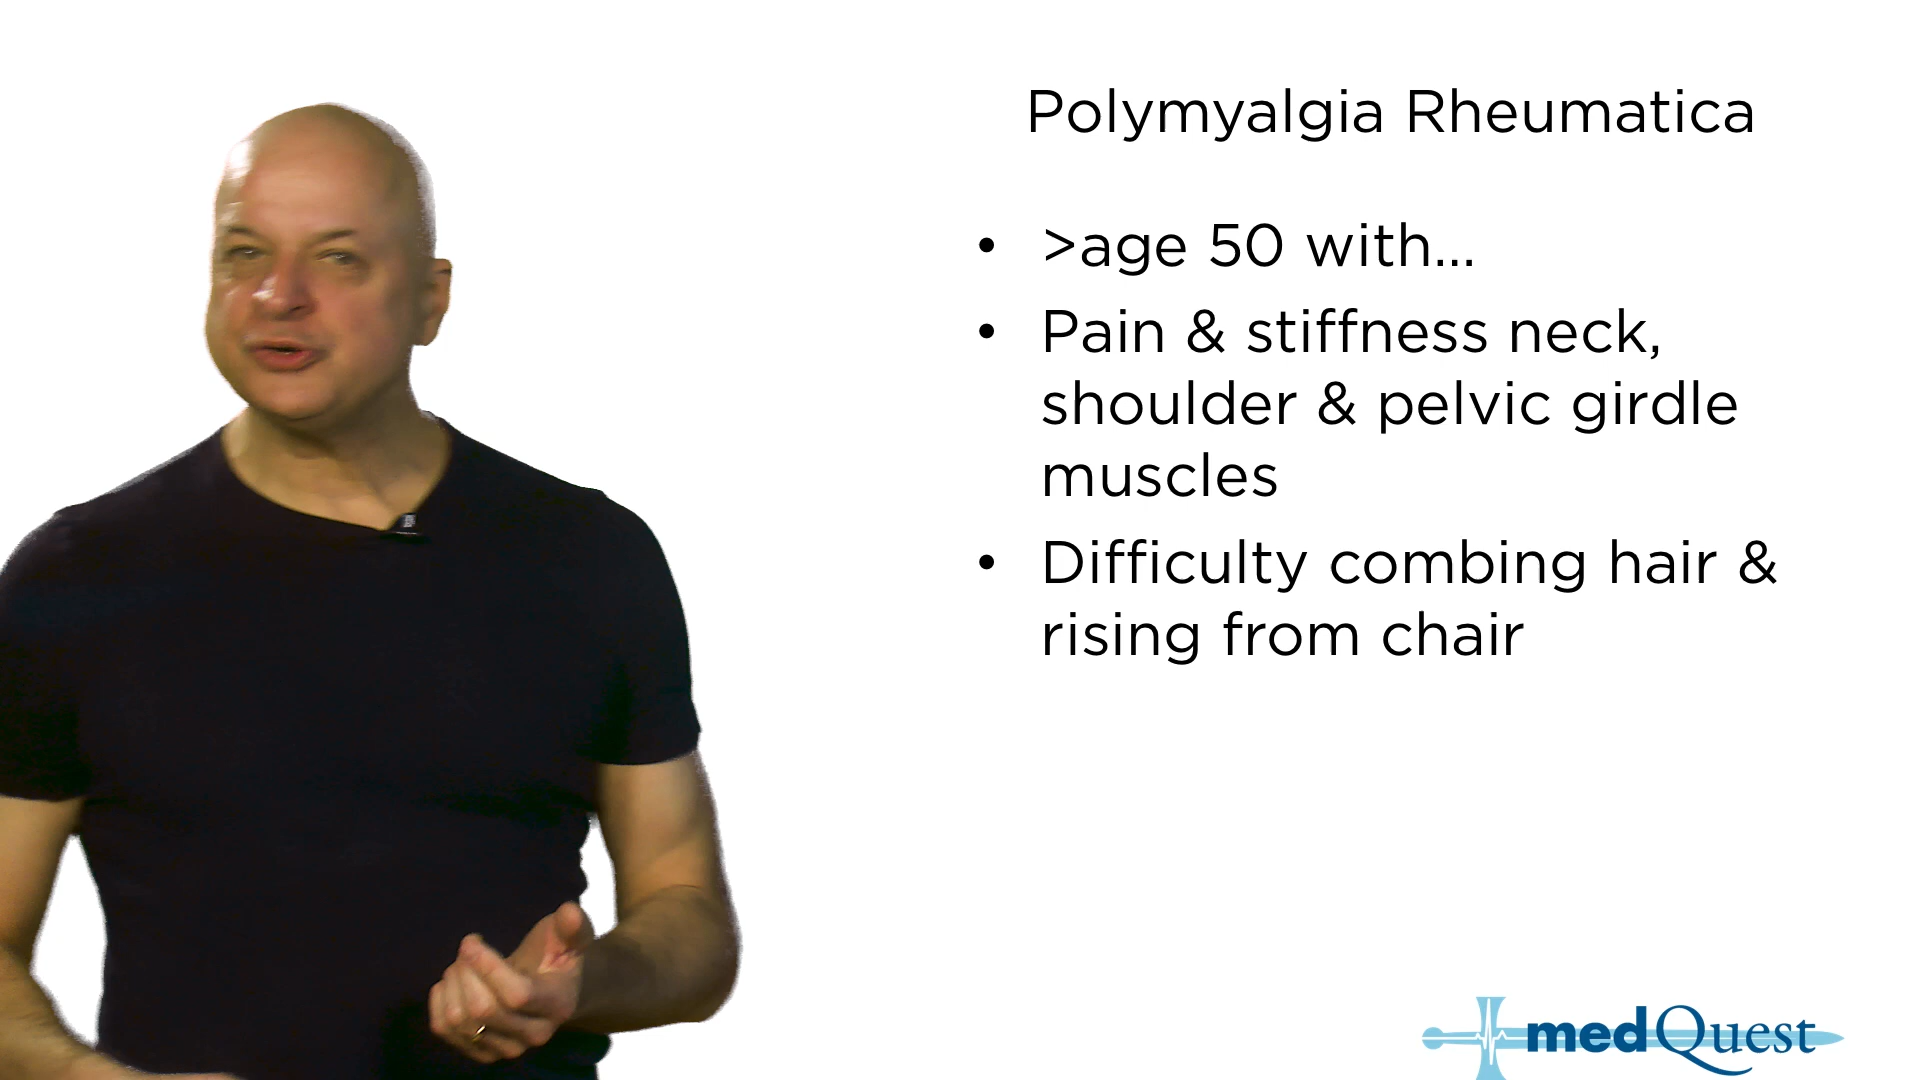 Polymyalgia Rheumatica
• >age 50 with...
• Pain & stiffness neck,
shoulder & pelvic girdle
muscles
• Difficulty combing hair &
rising from chair
medQuest